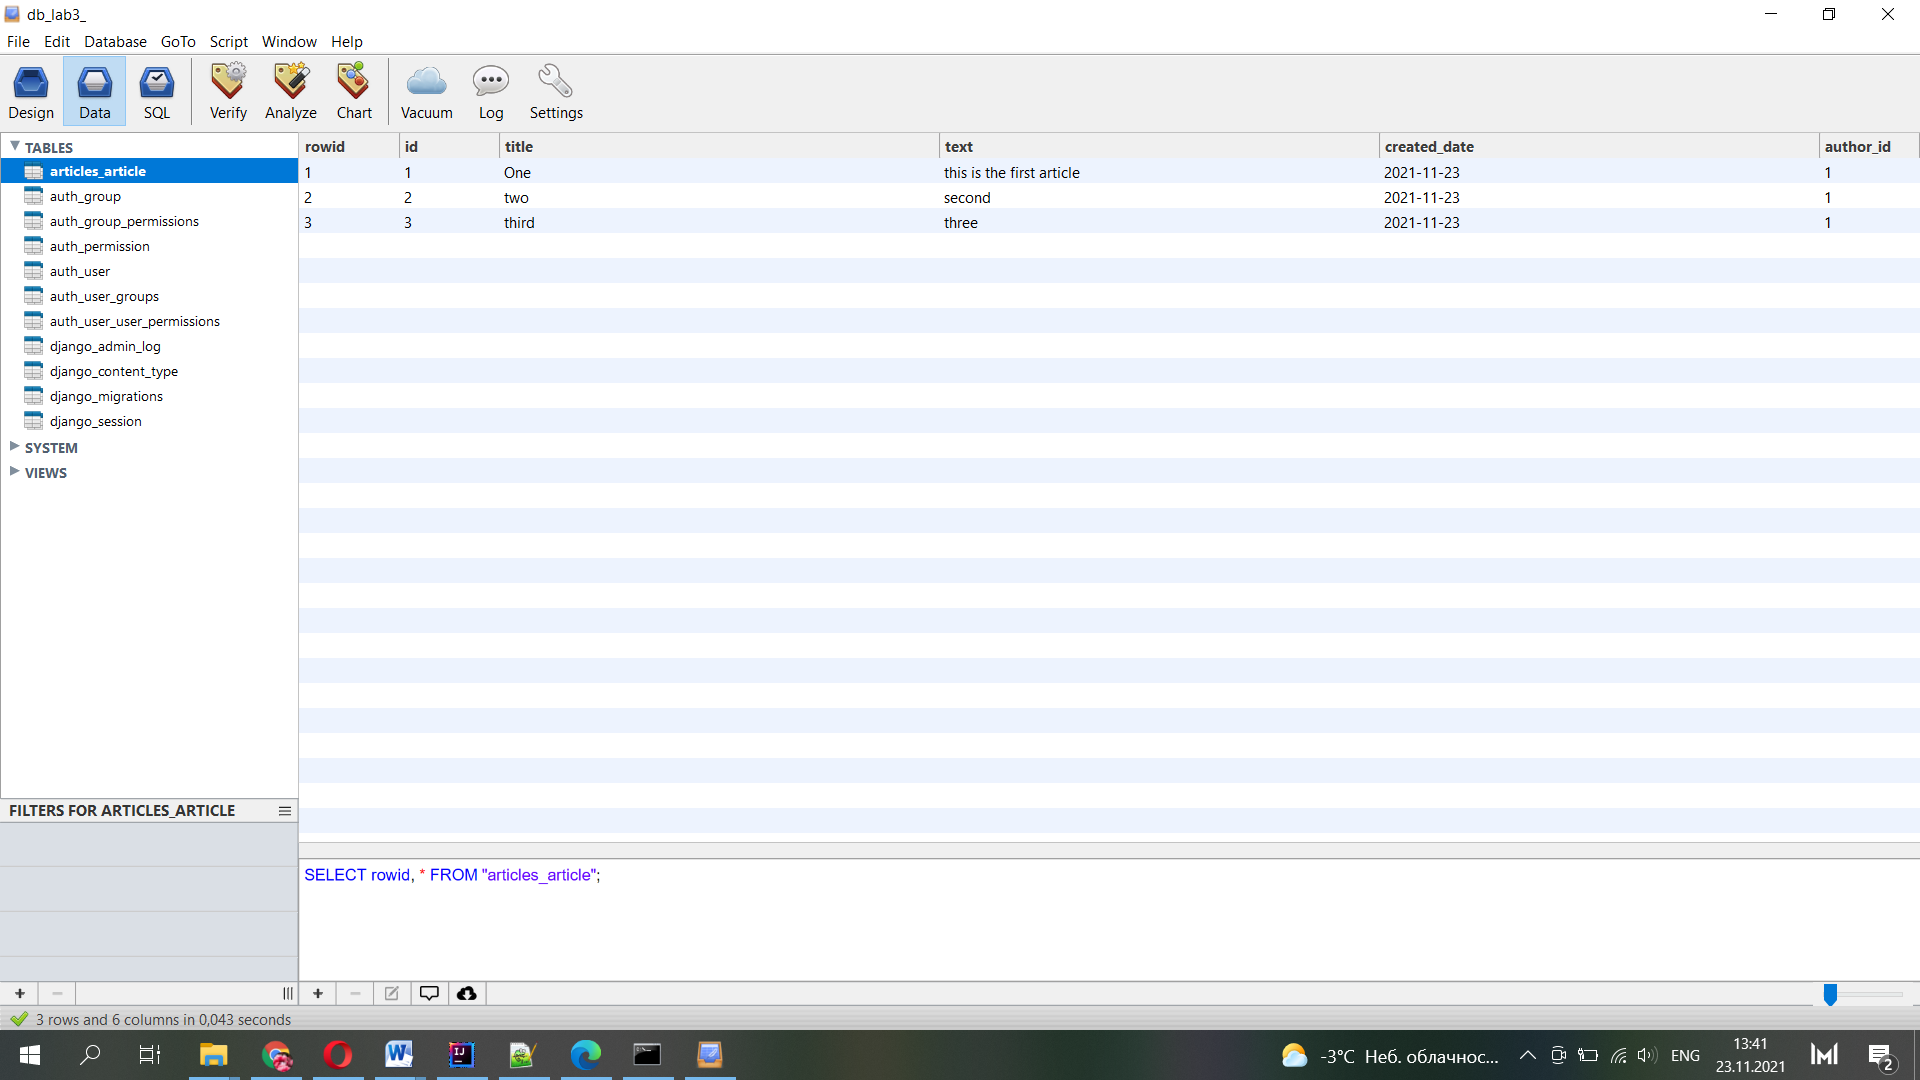 db_lab3_
File Edit Database GoTo Script Window Help
Design Data SQL Verify Analyze Chart Vacuum Log Settings
TABLES
articles_article
auth_group
auth_group_permissions
auth_permission
auth_user
auth_user_groups
auth_user_user_permissions
django_admin_log
django_content_type
django_migrations
django_session
SYSTEM
VIEWS
rowid id title text created_date author_id
1 1 One this is the first article 2021-11-23 1
2 2 two second 2021-11-23 1
3 3 third three 2021-11-23 1
FILTERS FOR ARTICLES_ARTICLE
SELECT rowid, * FROM "articles_article";
3 rows and 6 columns in 0,043 seconds
-3°C Неб. облачнос... ENG 13:41
23.11.2021
2